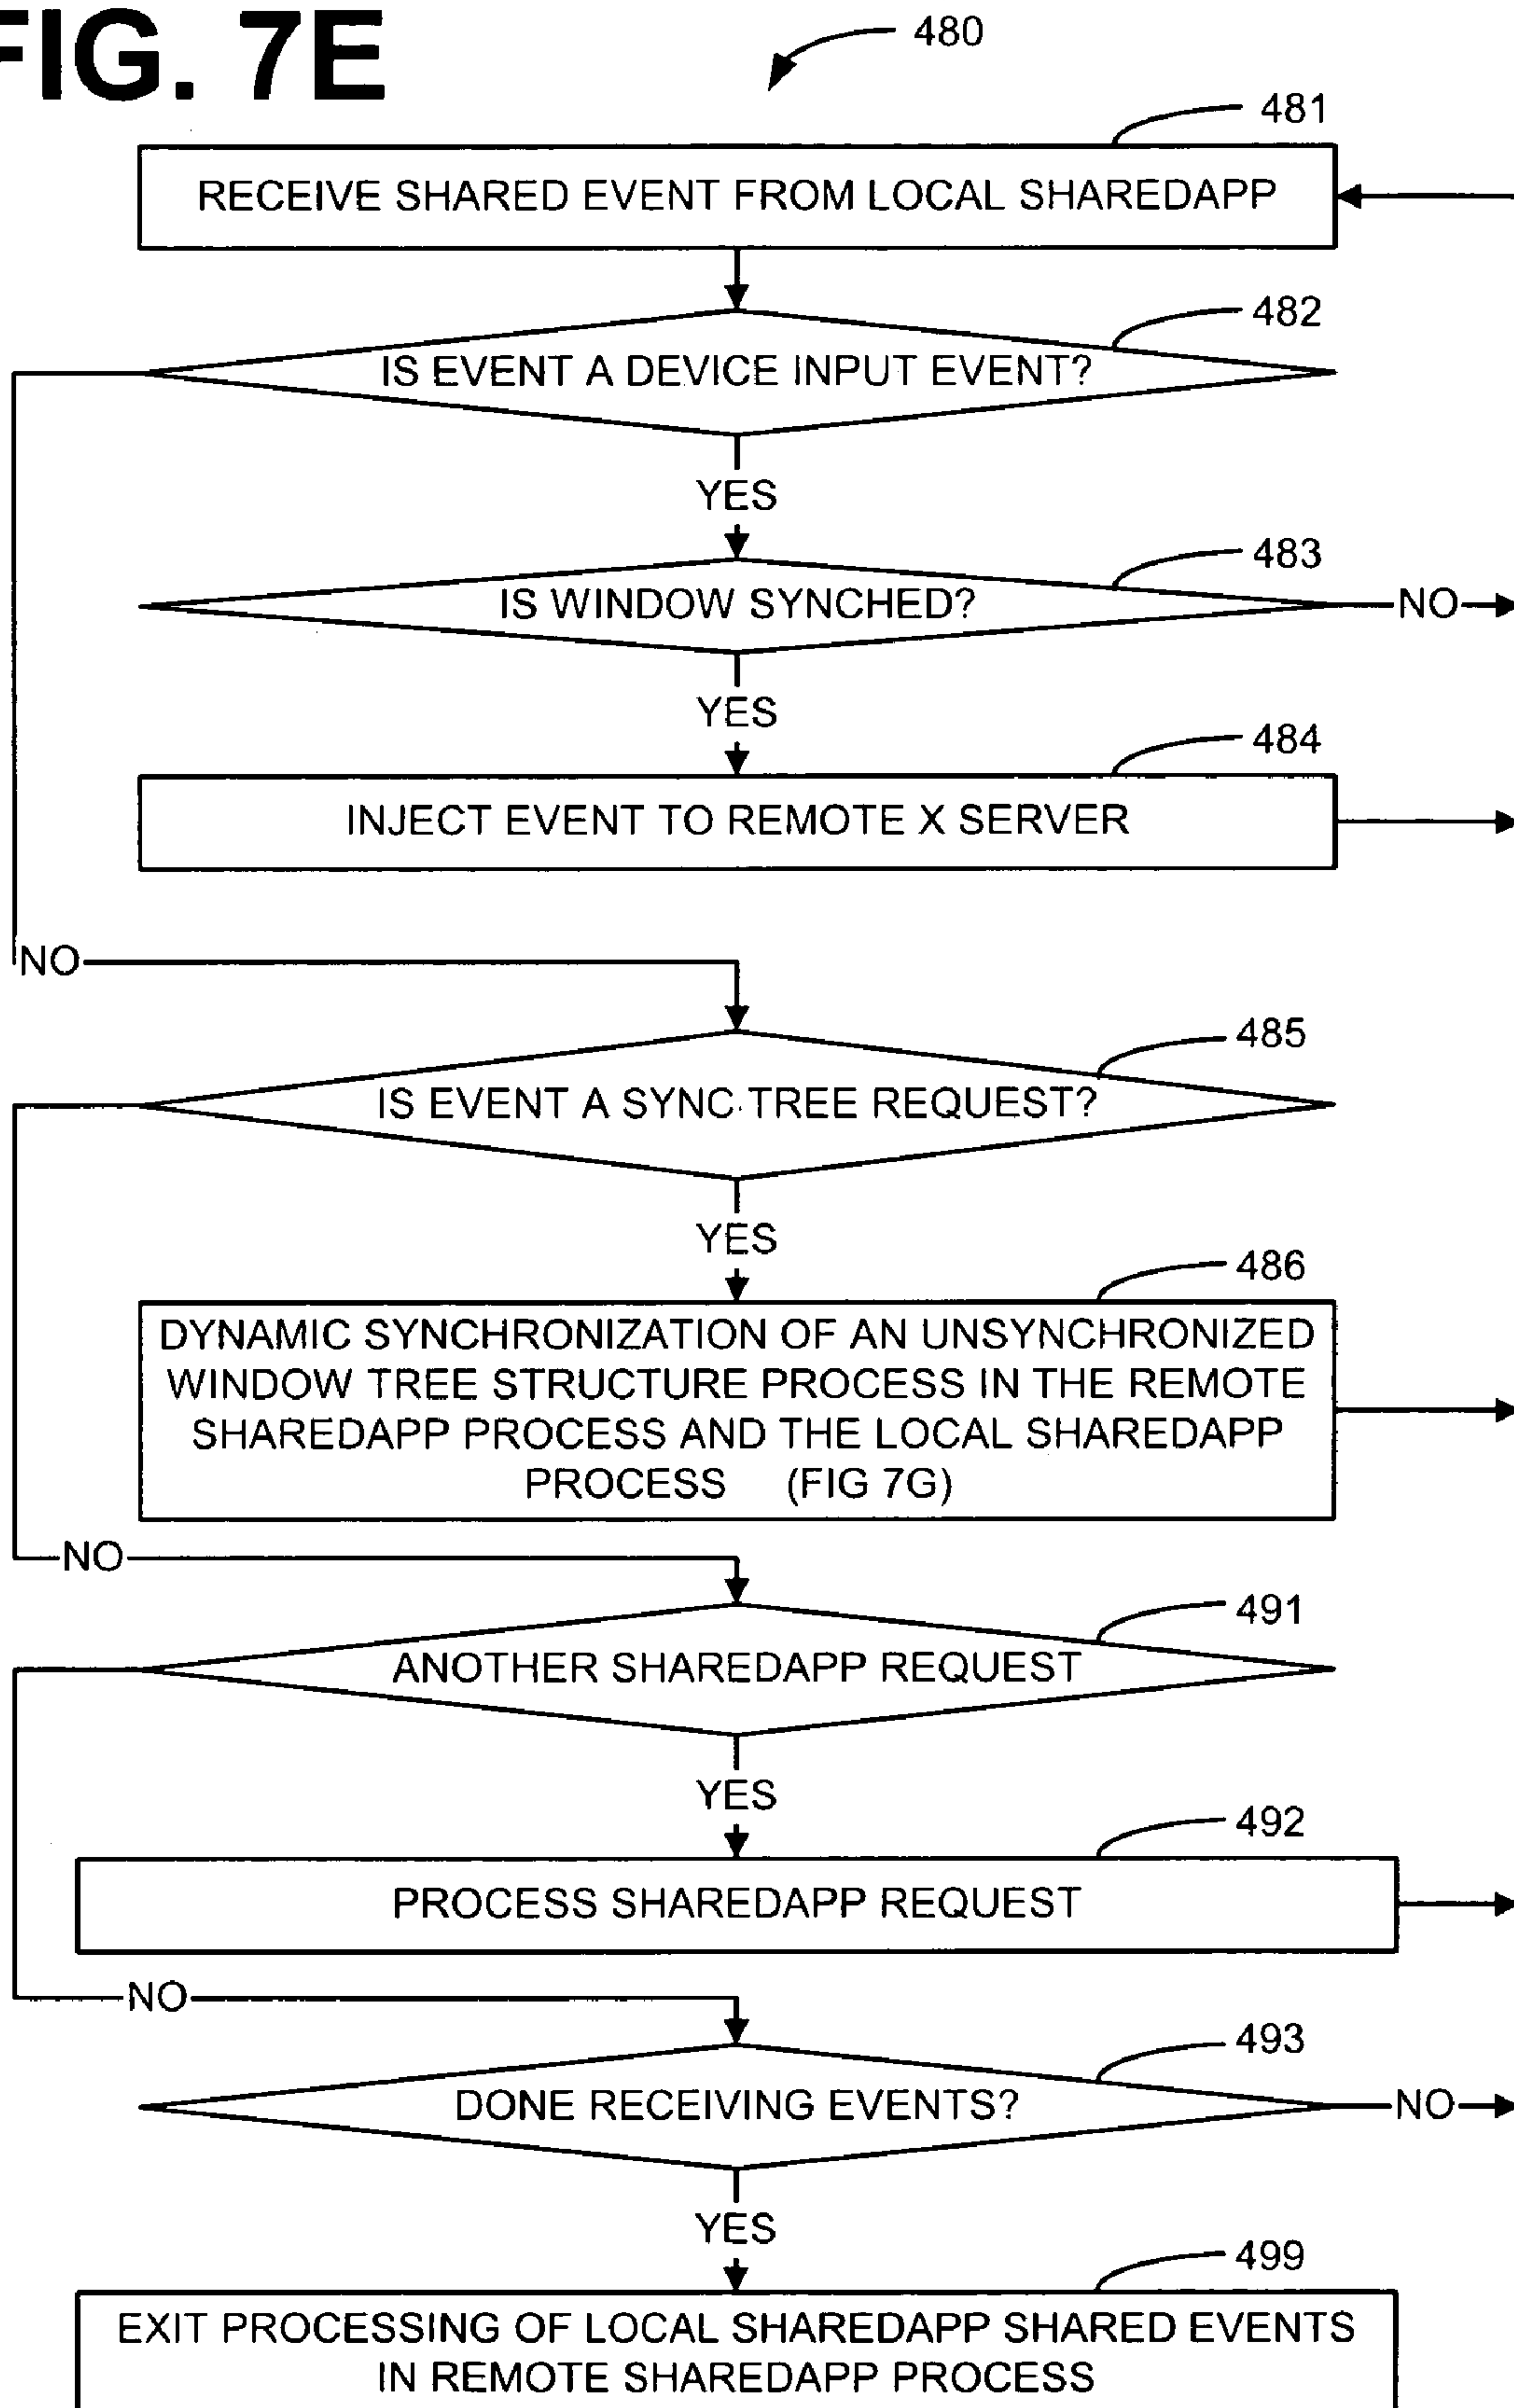 FIG. 7E
480
481
RECEIVE SHARED EVENT FROM LOCAL SHAREDAPP
482
IS EVENT A DEVICE INPUT EVENT?
YES
483
IS WINDOW SYNCHED?
NO
YES
484
INJECT EVENT TO REMOTE X SERVER
NO
485
IS EVENT A SYNC TREE REQUEST?
YES
486
DYNAMIC SYNCHRONIZATION OF AN UNSYNCHRONIZED
WINDOW TREE STRUCTURE PROCESS IN THE REMOTE
SHAREDAPP PROCESS AND THE LOCAL SHAREDAPP
PROCESS (FIG 7G)
NO
491
ANOTHER SHAREDAPP REQUEST
YES
492
PROCESS SHAREDAPP REQUEST
NO
493
DONE RECEIVING EVENTS?
NO
YES
499
EXIT PROCESSING OF LOCAL SHAREDAPP SHARED EVENTS
IN REMOTE SHAREDAPP PROCESS